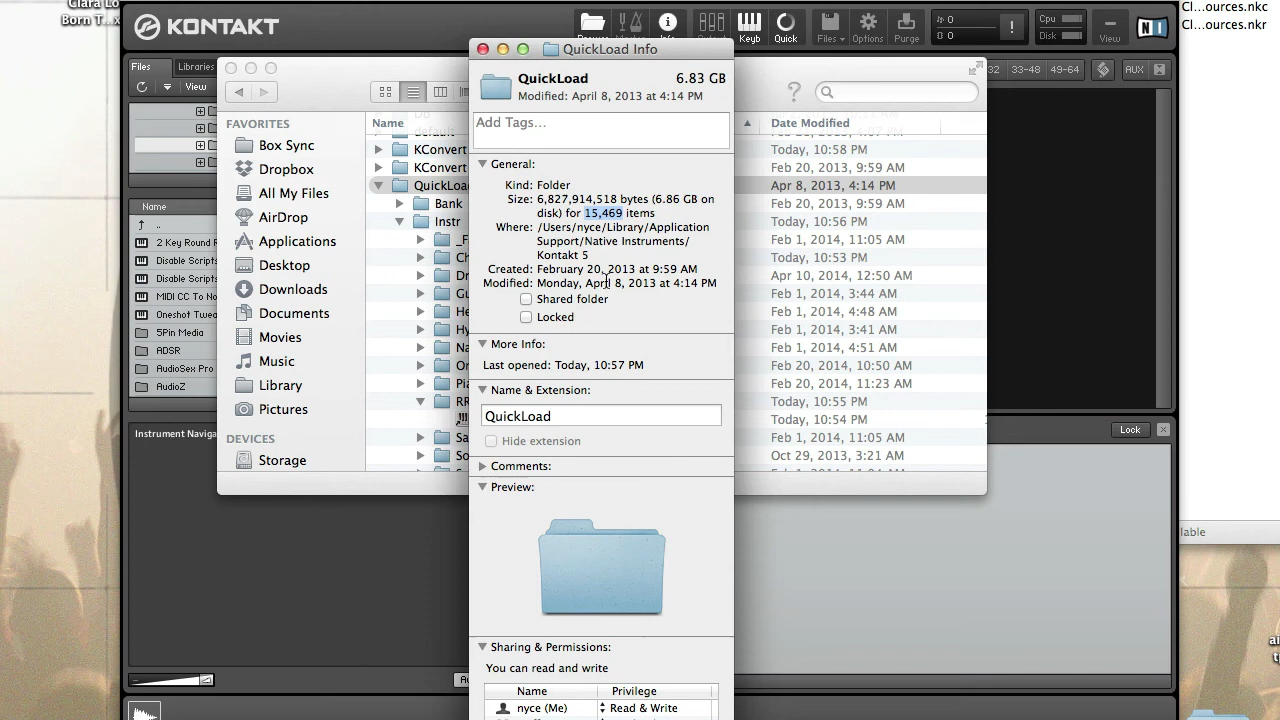 Clara Lo
Born T...x
KONTAKT
Info
Keyb
Quick
Files
Options
Purge
0
0
!
Cpu
Disk
View
NI
Cl...ources.nkc
Cl...ources.nkr
Files
Libraries
View
33-48
49-64
AUX
QuickLoad Info
QuickLoad
6.83 GB
Modified: April 8, 2013 at 4:14 PM
Add Tags...
General:
Kind: Folder
Size: 6,827,914,518 bytes (6.86 GB on
disk) for 15,469 items
Where: /Users/nyce/Library/Application
Support/Native Instruments/
Kontakt 5
Created: February 20, 2013 at 9:59 AM
Modified: Monday, April 8, 2013 at 4:14 PM
Shared folder
Locked
More Info:
Last opened: Today, 10:57 PM
Name & Extension:
QuickLoad
Hide extension
Comments:
Preview:
Sharing & Permissions:
You can read and write
Name
Privilege
nyce (Me)
Read & Write
FAVORITES
Box Sync
Dropbox
All My Files
AirDrop
Applications
Desktop
Downloads
Documents
Movies
Music
Library
Pictures
DEVICES
Storage
Name
default
KConvert
KConvert
QuickLoa
Bank
Instr
Date Modified
Today, 10:58 PM
Feb 20, 2013, 9:59 AM
Apr 8, 2013, 4:14 PM
Feb 20, 2013, 9:59 AM
Today, 10:56 PM
Feb 1, 2014, 11:05 AM
Today, 10:53 PM
Apr 10, 2014, 12:50 AM
Feb 1, 2014, 3:44 AM
Feb 1, 2014, 4:48 AM
Feb 1, 2014, 3:41 AM
Feb 1, 2014, 4:51 AM
Feb 20, 2014, 10:50 AM
Feb 20, 2014, 11:23 AM
Today, 10:55 PM
Today, 10:54 PM
Feb 1, 2014, 11:05 AM
Oct 29, 2013, 3:21 AM
Name
..
2 Key Round R
Disable Scripts
Disable Scripts
MIDI CC To No
Oneshot Twea
5Pin Media
ADSR
AudioSex Pro
AudioZ
Instrument Naviga
Lock
lable